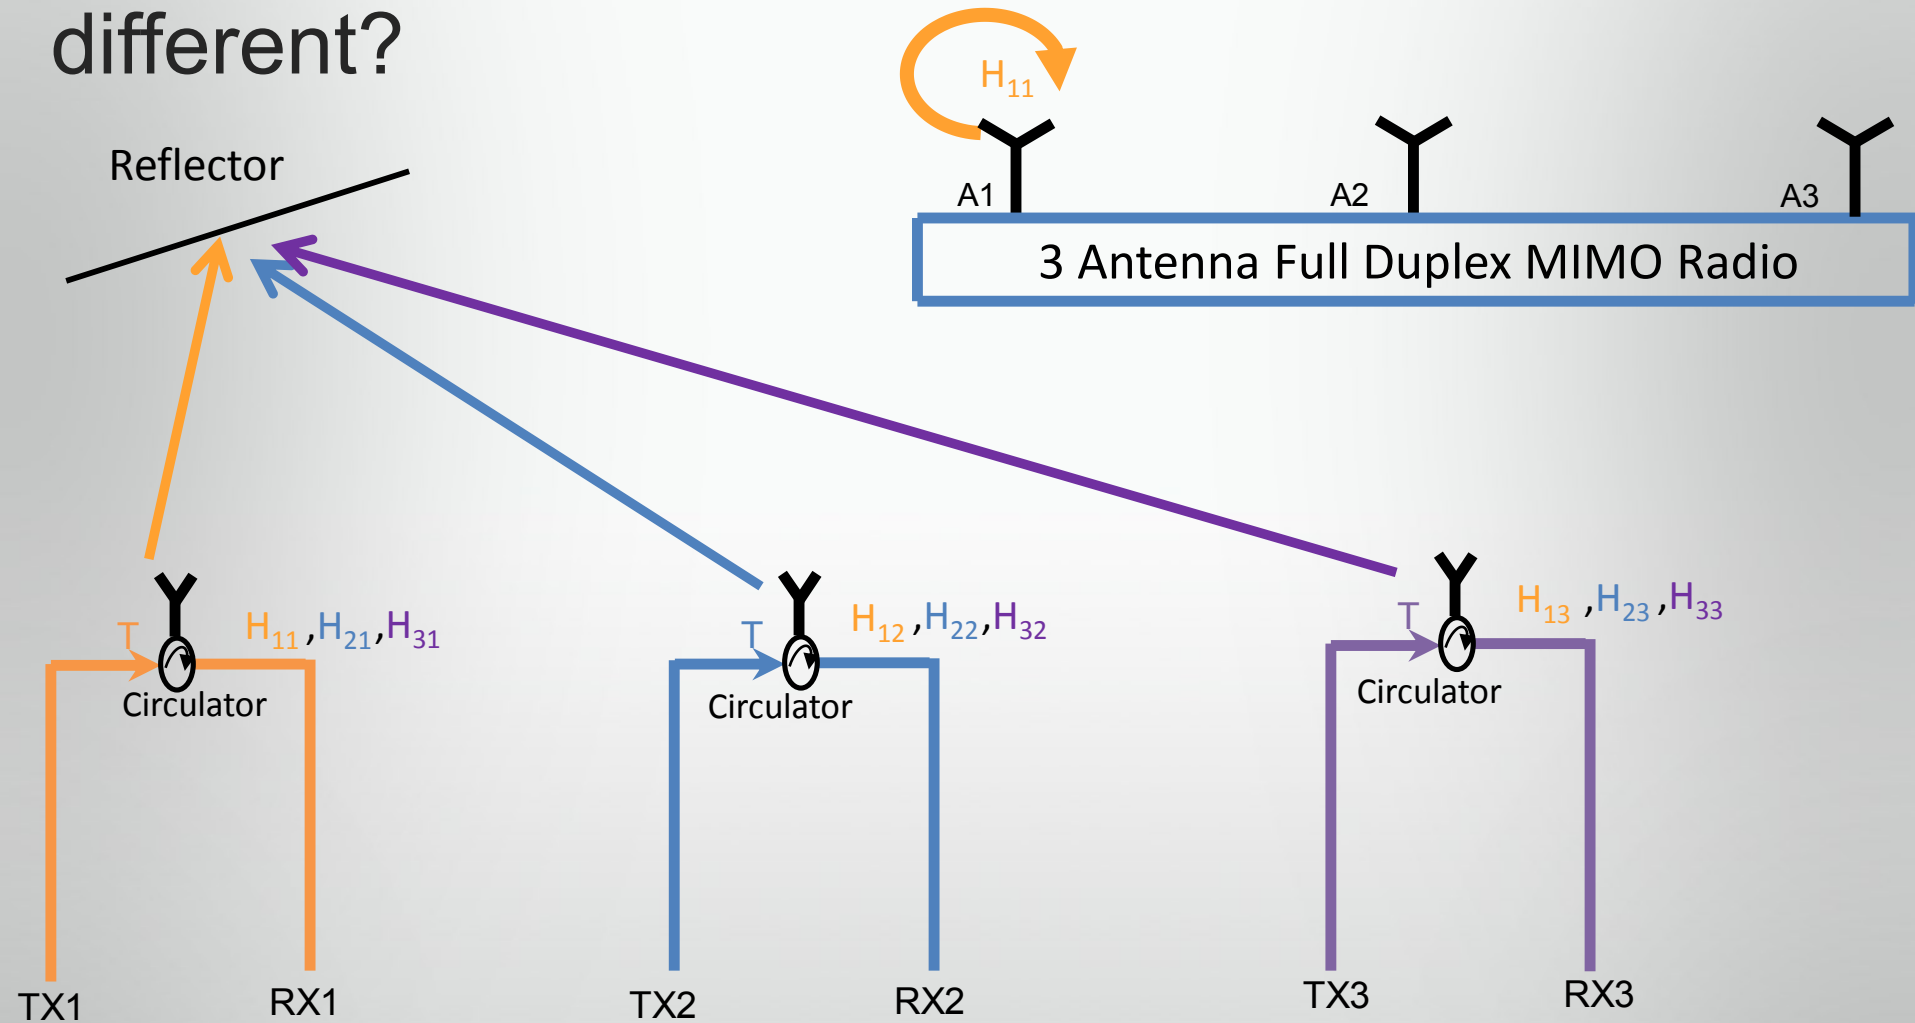 different?
H11
Reflector
A1
A2
A3
3 Antenna Full Duplex MIMO Radio
T
H11 ,H21,H31
T
H12 ,H22,H32
T
H13 ,H23 ,H33
Circulator
Circulator
Circulator
TX1
RX1
TX2
RX2
TX3
RX3